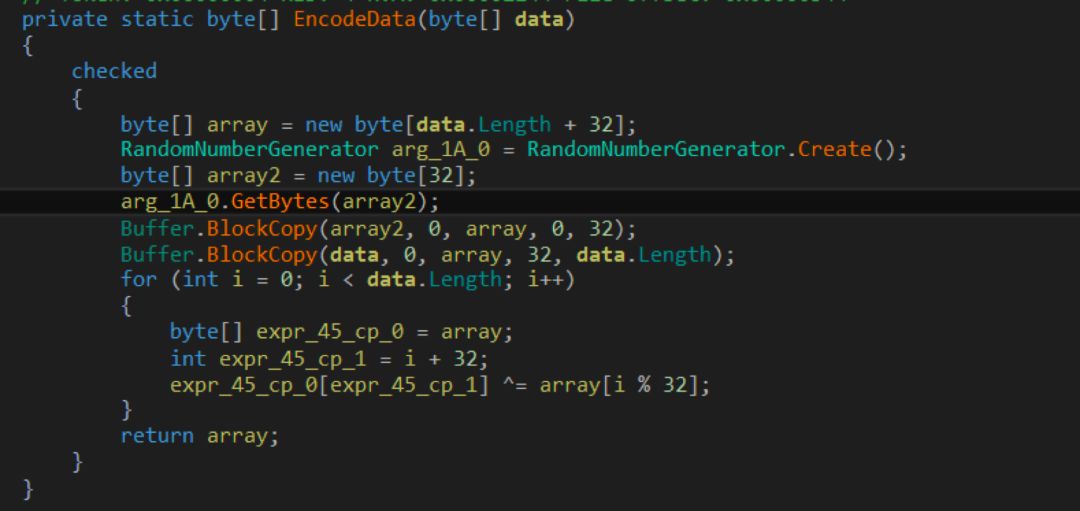 private static byte[] EncodeData(byte[] data)
{
checked
{
byte[] array = new byte[data.Length + 32];
RandomNumberGenerator arg_1A_0 = RandomNumberGenerator.Create();
byte[] array2 = new byte[32];
arg_1A_0.GetBytes(array2);
Buffer.BlockCopy(array2, 0, array, 0, 32);
Buffer.BlockCopy(data, 0, array, 32, data.Length);
for (int i = 0; i < data.Length; i++)
{
byte[] expr_45_cp_0 = array;
int expr_45_cp_1 = i + 32;
expr_45_cp_0[expr_45_cp_1] ^= array[i % 32];
}
return array;
}
}